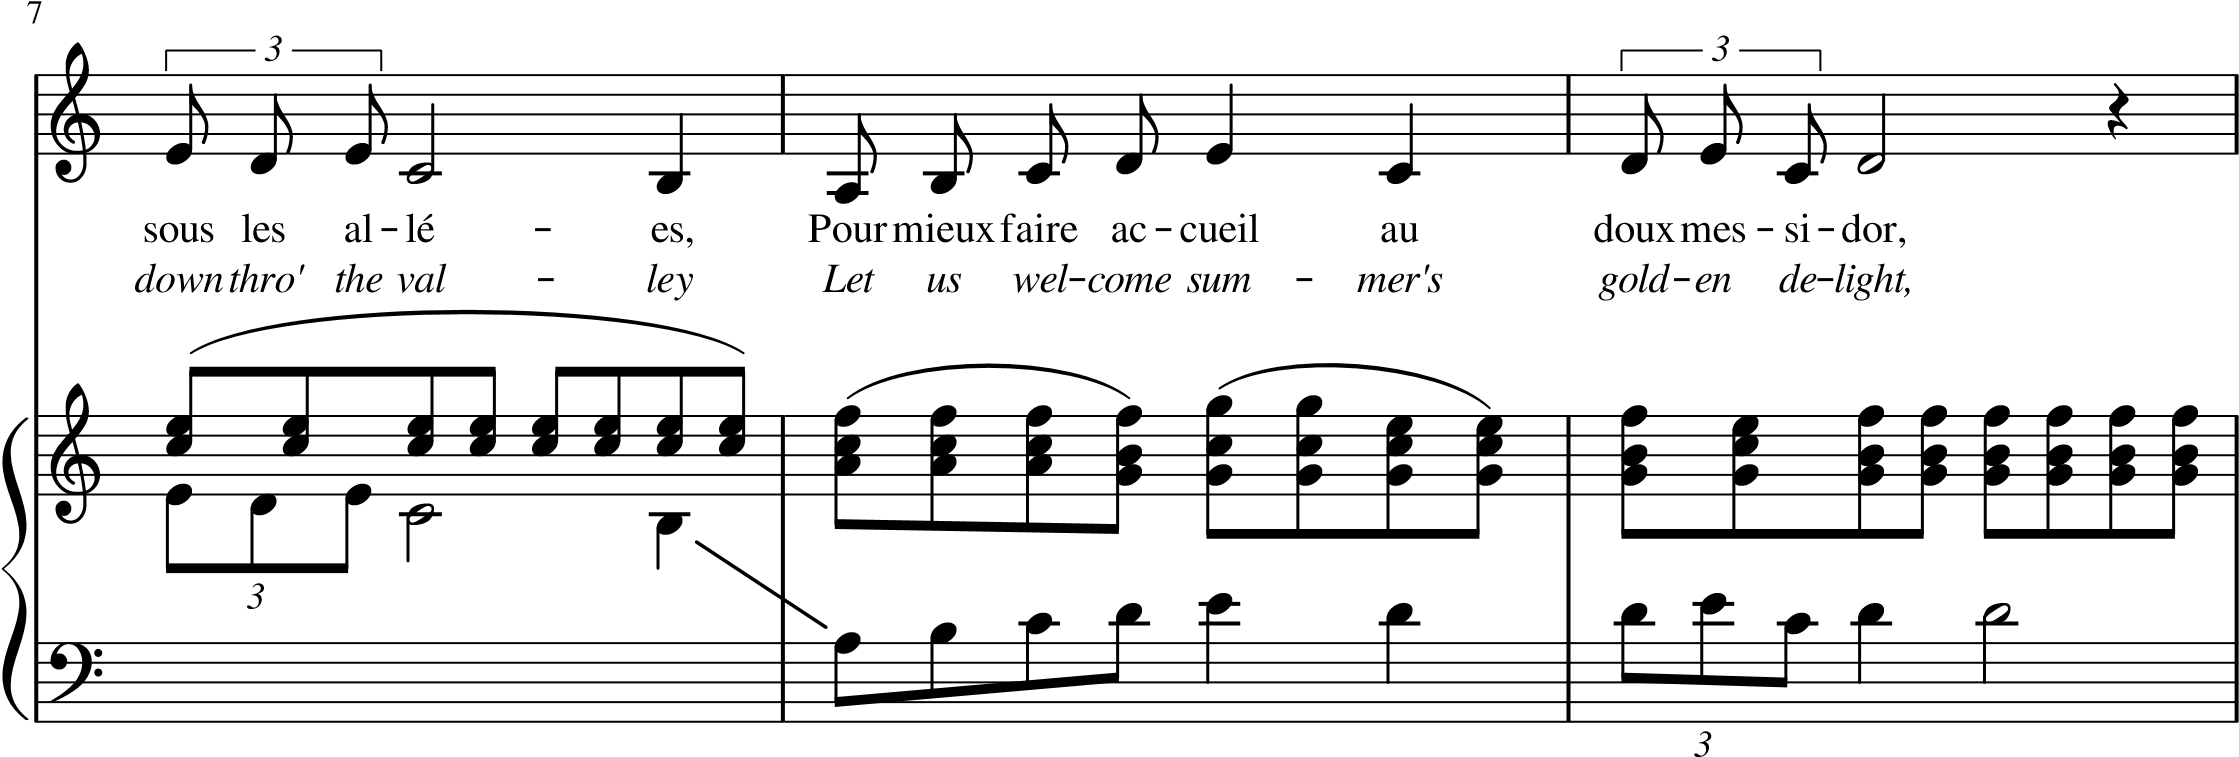 7
3 3
sous les al – lé – es, Pour mieux faire ac – cueil au doux mes – si – dor,
down thro' the val – ley Let us wel – come sum – mer's gold – en de – light,
3
3